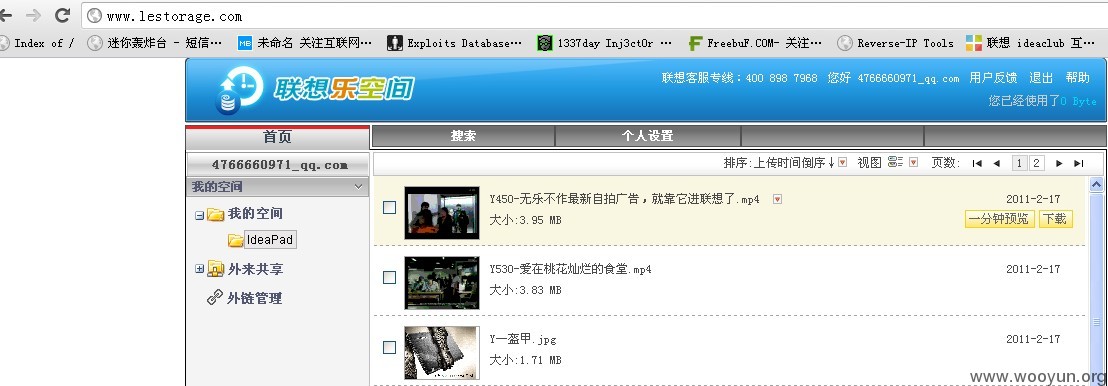 www.lestorage.com
Index of / 迷你轰炸台 - 短信… 未命名 关注互联网… Exploits Database… 1337day Inj3ct0r … FreebuF.COM- 关注… Reverse-IP Tools 联想 ideaclub 互…
联想乐空间 联想客服专线：400 898 7968 您好 4766660971_qq.com 用户反馈 退出 帮助
您已经使用了0 Byte
首页 搜索 个人设置
4766660971_qq.com 排序:上传时间倒序↓ 视图 页数: 1 2
我的空间
我的空间
IdeaPad
外来共享
外链管理
Y450-无乐不作最新自拍广告，就靠它进联想了.mp4 2011-2-17
大小:3.95 MB 一分钟预览 下载
Y530-爱在桃花灿烂的食堂.mp4 2011-2-17
大小:3.83 MB
Y一盔甲.jpg 2011-2-17
大小:1.71 MB
www.wooyun.org